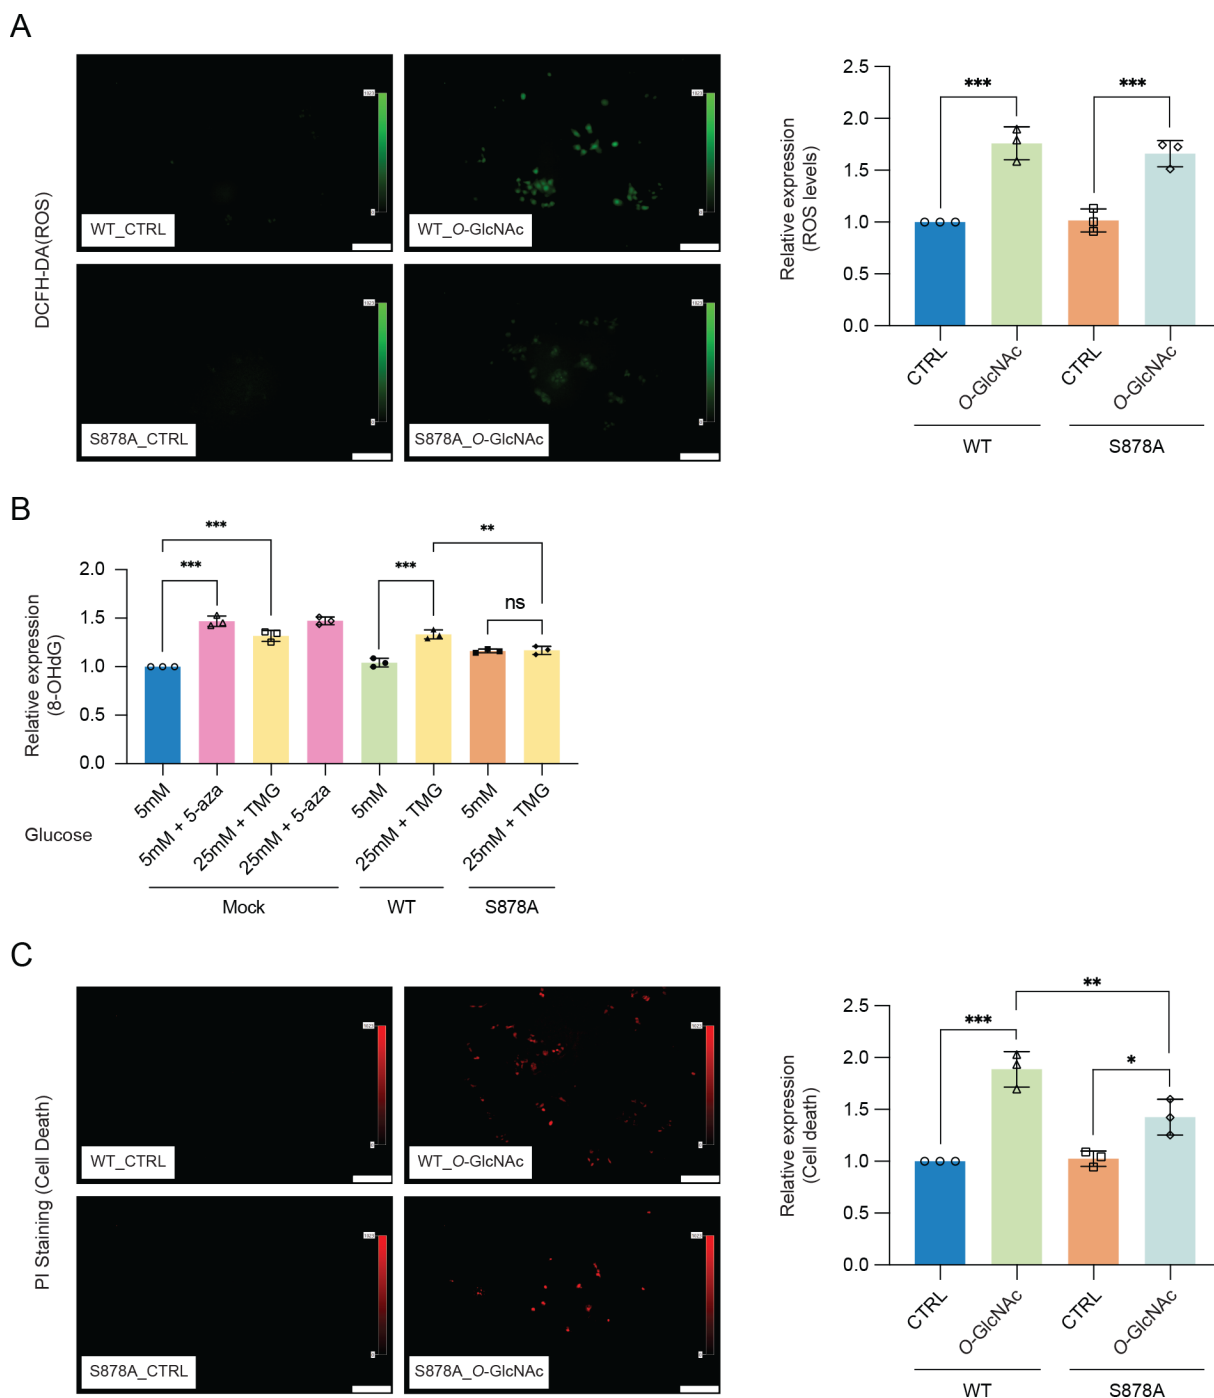 A
DCFH-DA(ROS)
WT_CTRL
WT_O-GlcNAc
S878A_CTRL
S878A_O-GlcNAc
Relative expression
(ROS levels)
2.5
2.0
1.5
1.0
0.5
0.0
***
***
CTRL
O-GlcNAc
CTRL
O-GlcNAc
WT
S878A
B
Relative expression
(8-OHdG)
2.0
1.5
1.0
0.5
0.0
***
***
***
**
ns
Glucose
5mM
5mM + 5-aza
25mM + TMG
25mM + 5-aza
5mM
25mM + TMG
5mM
25mM + TMG
Mock
WT
S878A
C
PI Staining (Cell Death)
WT_CTRL
WT_O-GlcNAc
S878A_CTRL
S878A_O-GlcNAc
Relative expression
(Cell death)
2.5
2.0
1.5
1.0
0.5
0.0
***
**
*
CTRL
O-GlcNAc
CTRL
O-GlcNAc
WT
S878A